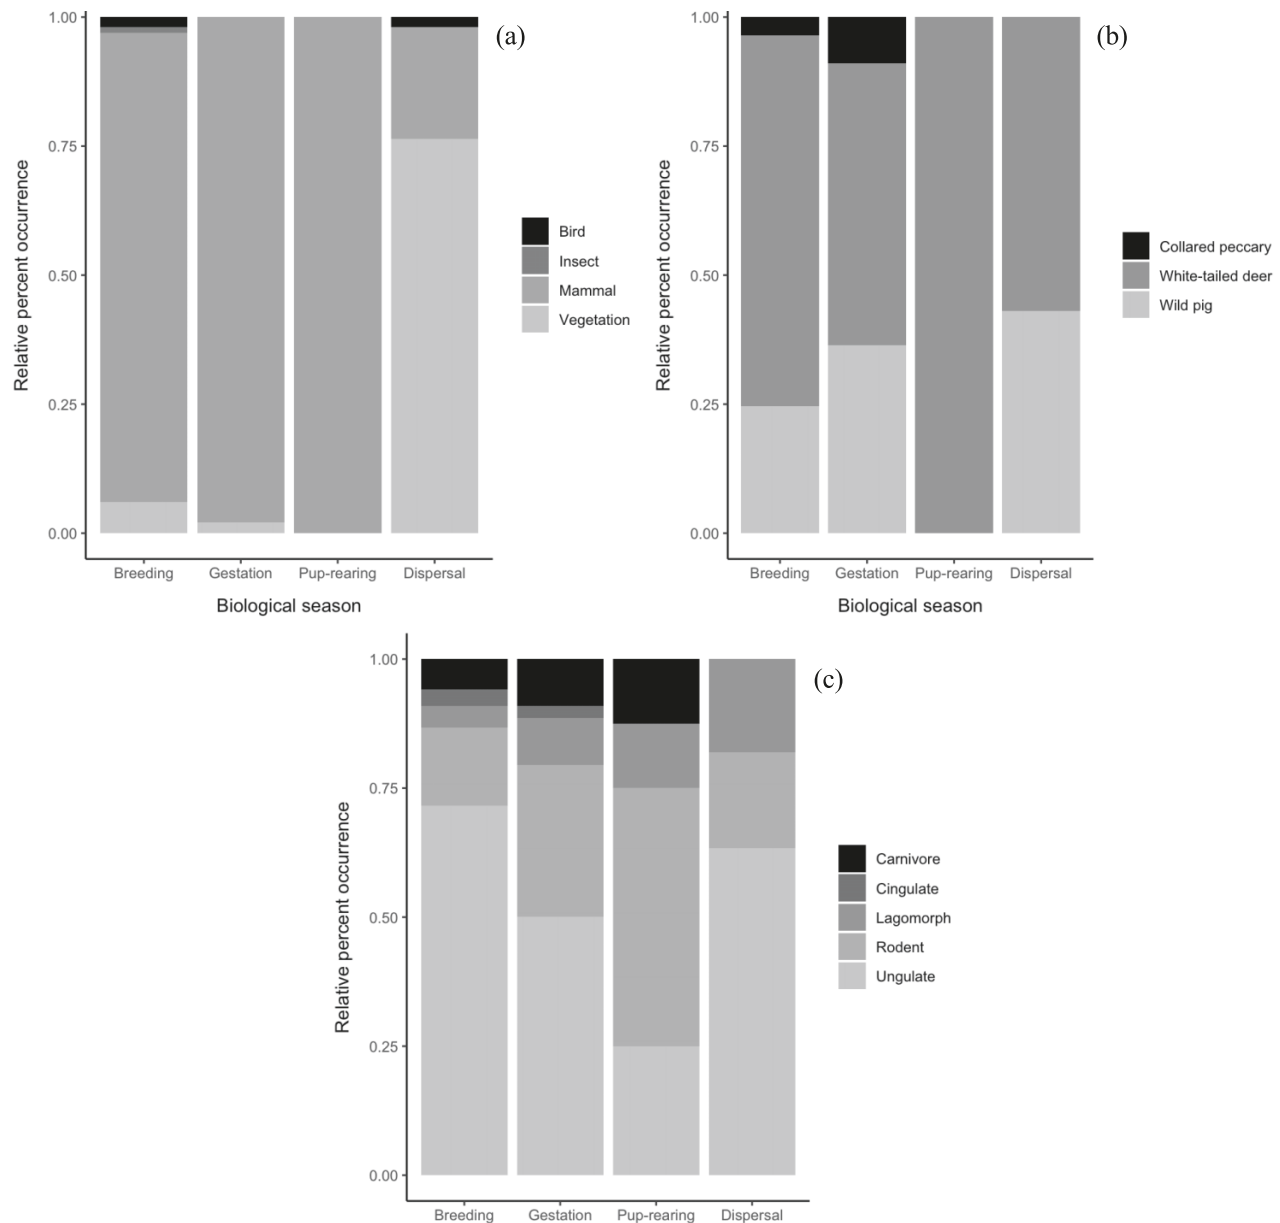 (a)
Relative percent occurrence
1.00
0.75
0.50
0.25
0.00
Breeding Gestation Pup-rearing Dispersal
Biological season
Bird
Insect
Mammal
Vegetation
(b)
Relative percent occurrence
1.00
0.75
0.50
0.25
0.00
Breeding Gestation Pup-rearing Dispersal
Biological season
Collared peccary
White-tailed deer
Wild pig
(c)
Relative percent occurrence
1.00
0.75
0.50
0.25
0.00
Breeding Gestation Pup-rearing Dispersal
Carnivore
Cingulate
Lagomorph
Rodent
Ungulate